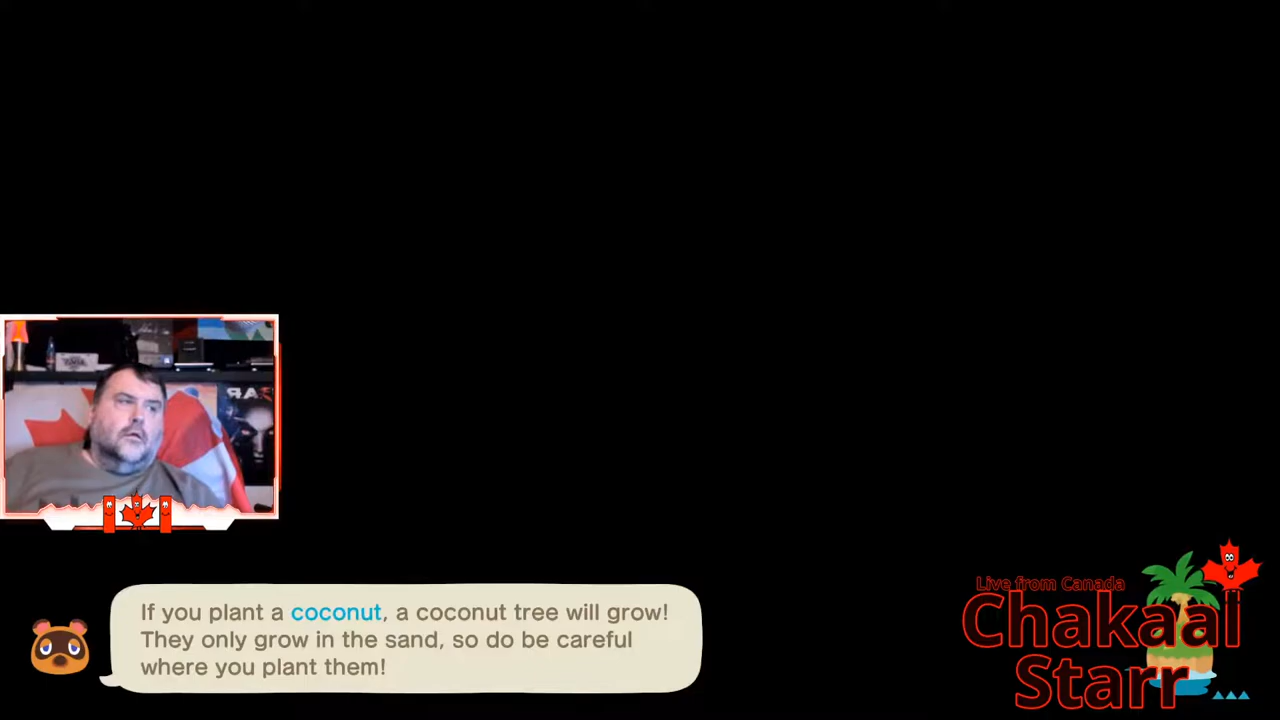 If you plant a coconut, a coconut tree will grow!
They only grow in the sand, so do be careful
where you plant them!
Live from Canada
Chakaal
Starr